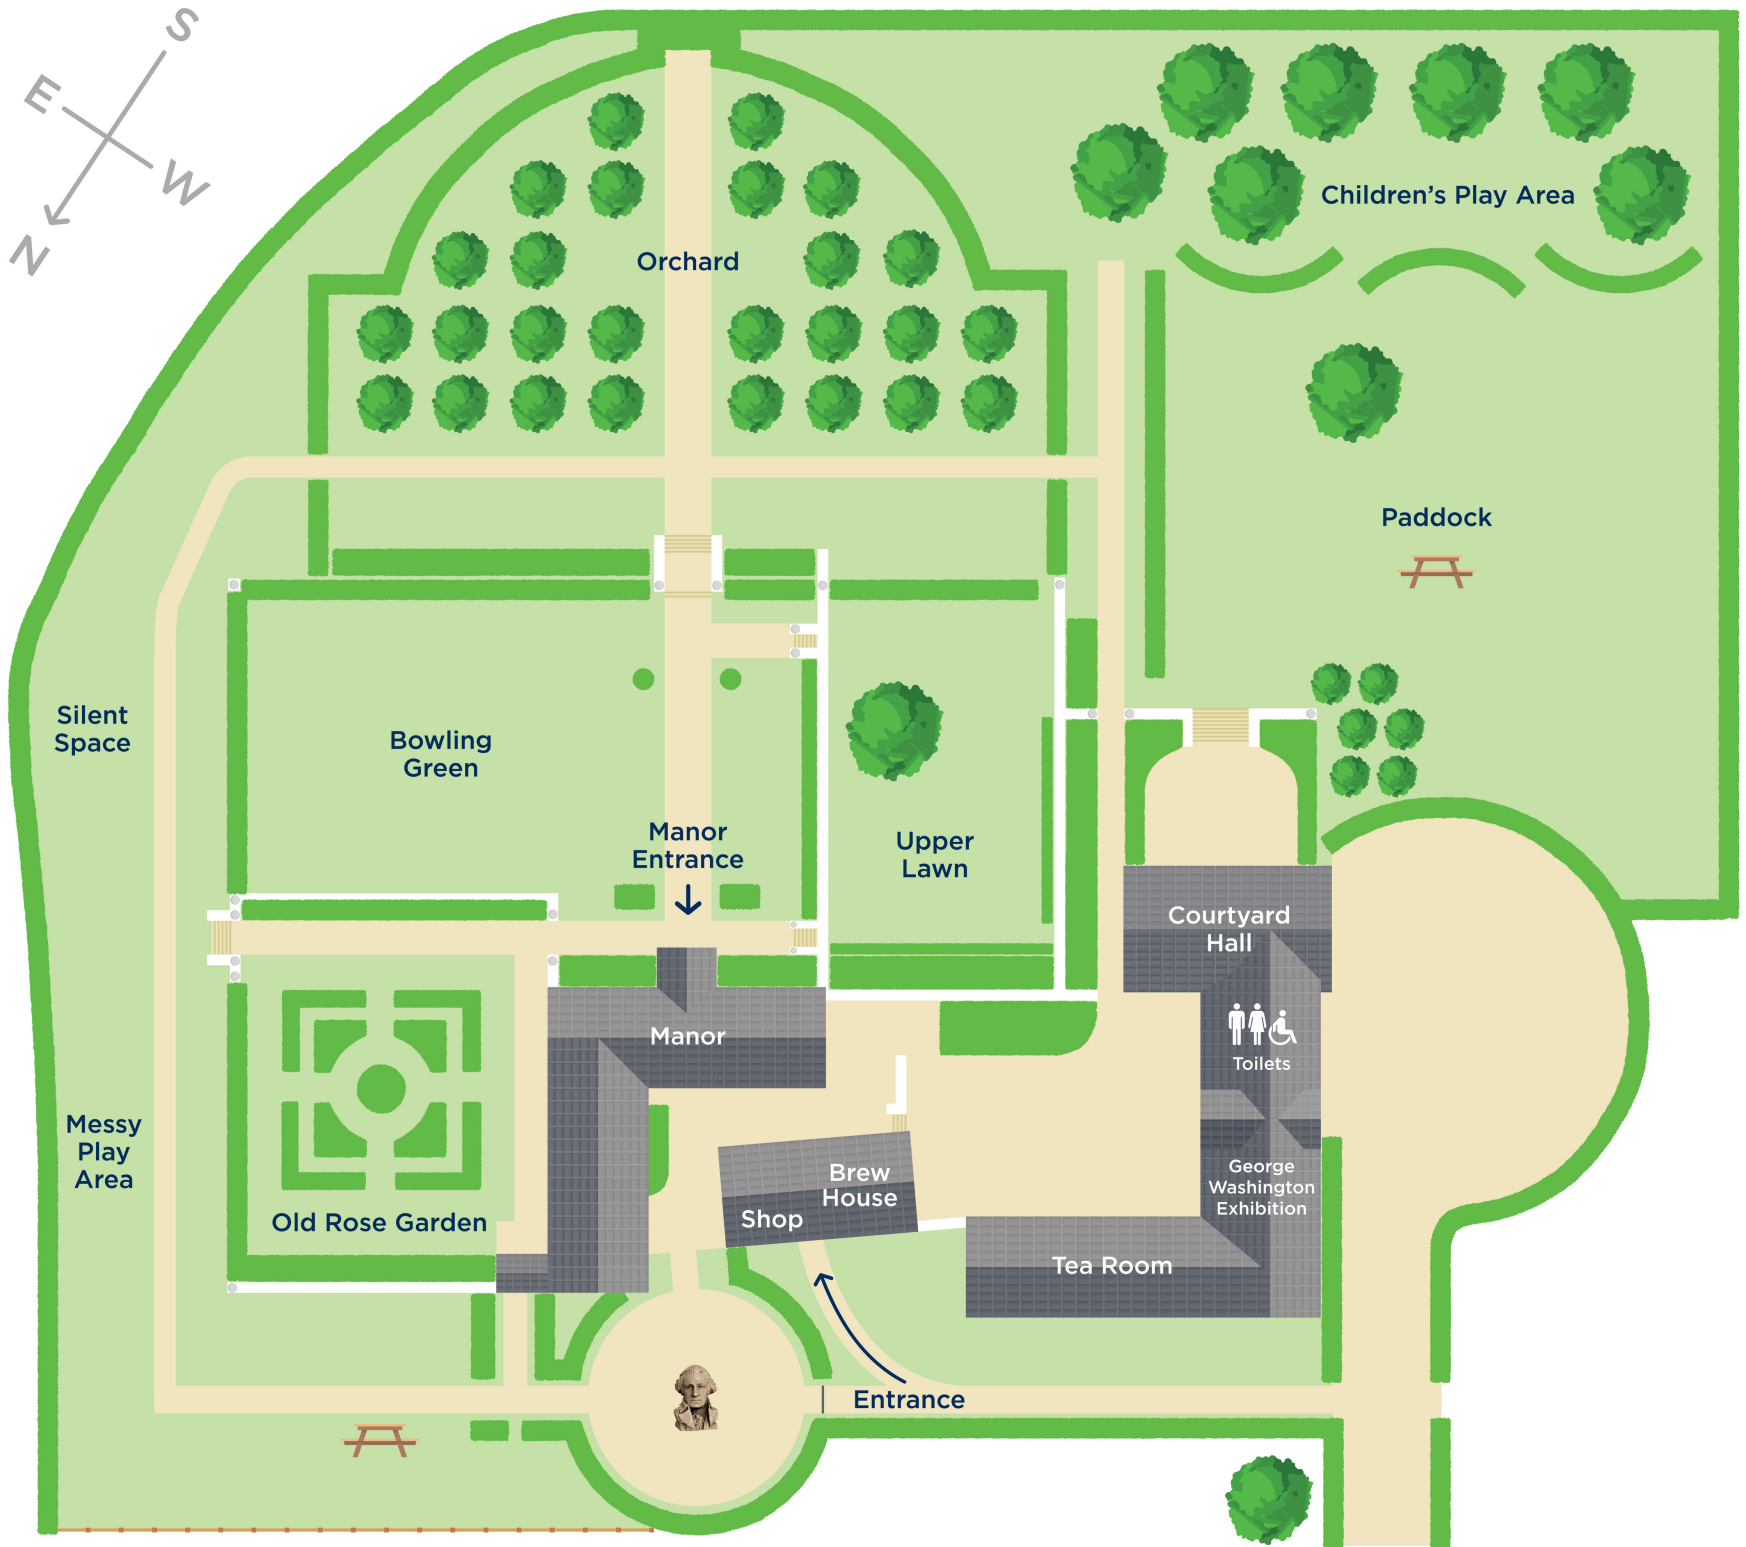 S
E
W
N
Children's Play Area
Orchard
Paddock
Silent
Space
Bowling
Green
Manor
Entrance
Upper
Lawn
Courtyard
Hall
Manor
Toilets
Messy
Play
Area
Brew
House
Shop
George
Washington
Exhibition
Old Rose Garden
Tea Room
Entrance